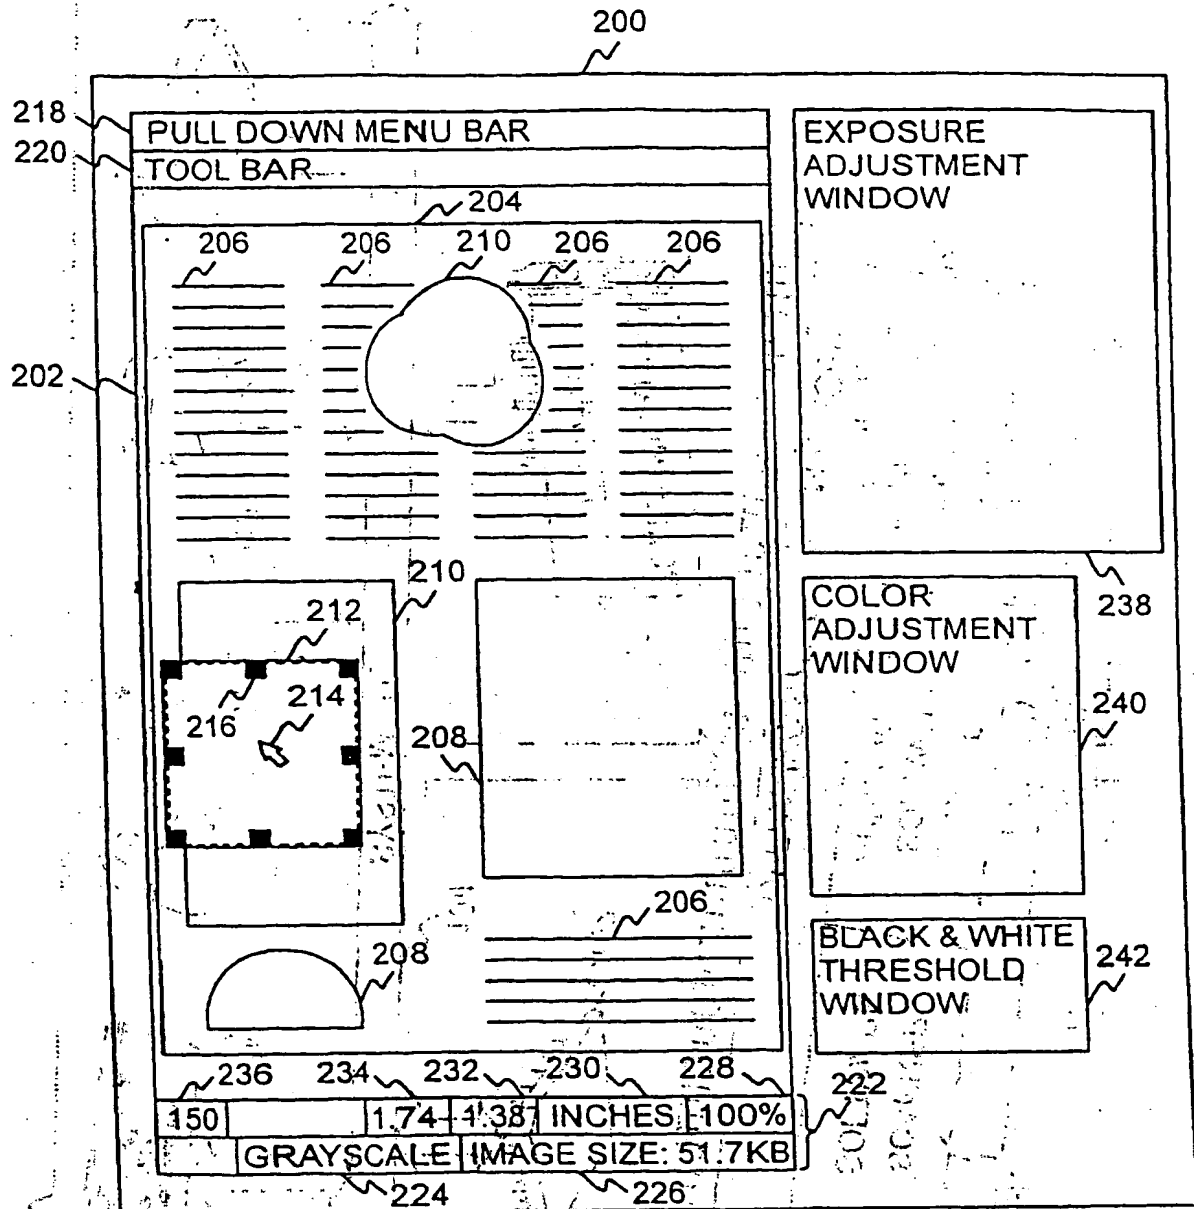 200
218
PULL DOWN MENU BAR
220
TOOL BAR
EXPOSURE
ADJUSTMENT
WINDOW
204
206 206 210 206 206
202
238
210
212
216
214
208
COLOR
ADJUSTMENT
WINDOW
240
206
208
BLACK & WHITE
THRESHOLD
WINDOW
242
236 234 232 230 228
222
150 1.74 1.38 INCHES 100%
GRAYSCALE IMAGE SIZE: 51.7KB
224 226